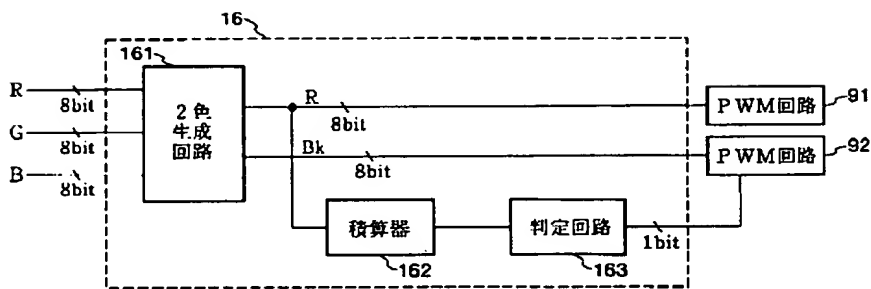 16
161
R
8bit
G
8bit
B
8bit
2色
生成
回路
R
8bit
Bk
8bit
PWM回路
91
PWM回路
92
積算器
162
判定回路
163
1bit